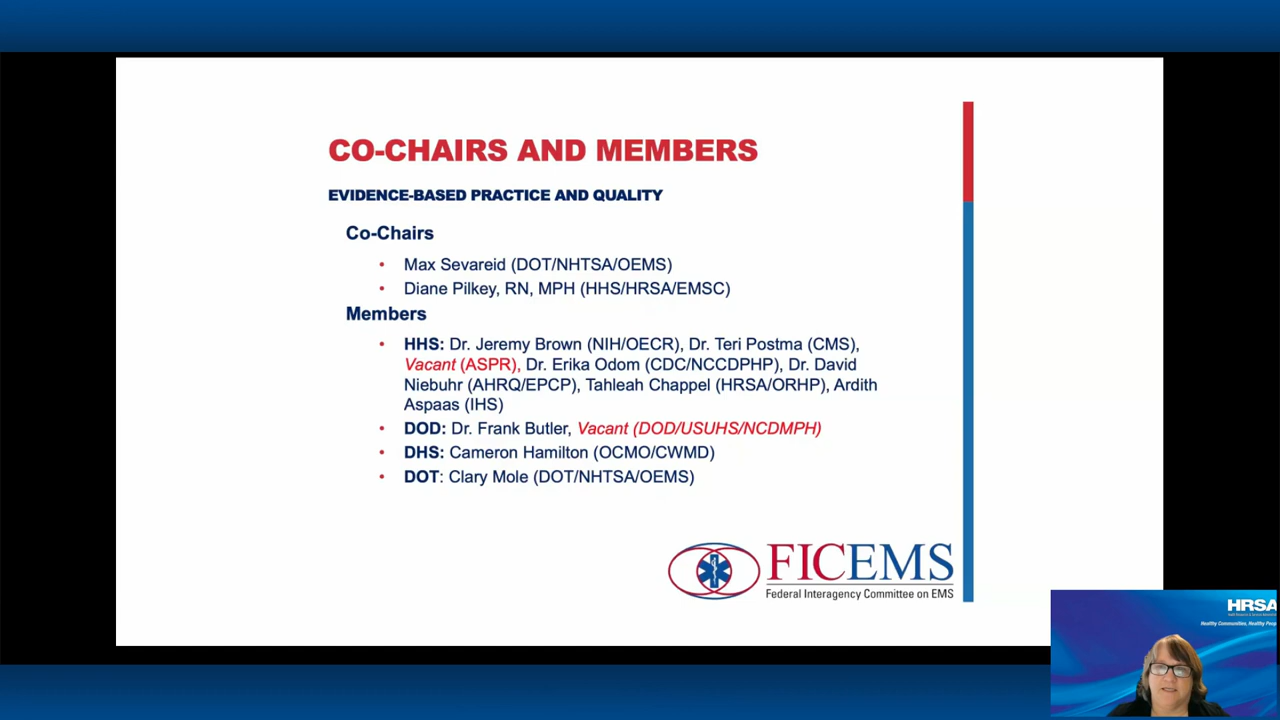 CO-CHAIRS AND MEMBERS
EVIDENCE-BASED PRACTICE AND QUALITY
Co-Chairs
• Max Sevareid (DOT/NHTSA/OEMS)
• Diane Pilkey, RN, MPH (HHS/HRSA/EMSC)
Members
• HHS: Dr. Jeremy Brown (NIH/OECR), Dr. Teri Postma (CMS),
Vacant (ASPR), Dr. Erika Odom (CDC/NCCDPHP), Dr. David
Niebuhr (AHRQ/EPCP), Tahleah Chappel (HRSA/ORHP), Ardith
Aspaas (IHS)
• DOD: Dr. Frank Butler, Vacant (DOD/USUHS/NCDMPH)
• DHS: Cameron Hamilton (OCMO/CWMD)
• DOT: Clary Mole (DOT/NHTSA/OEMS)
FICEMS
Federal Interagency Committee on EMS
HRSA
Healthy Communities, Healthy